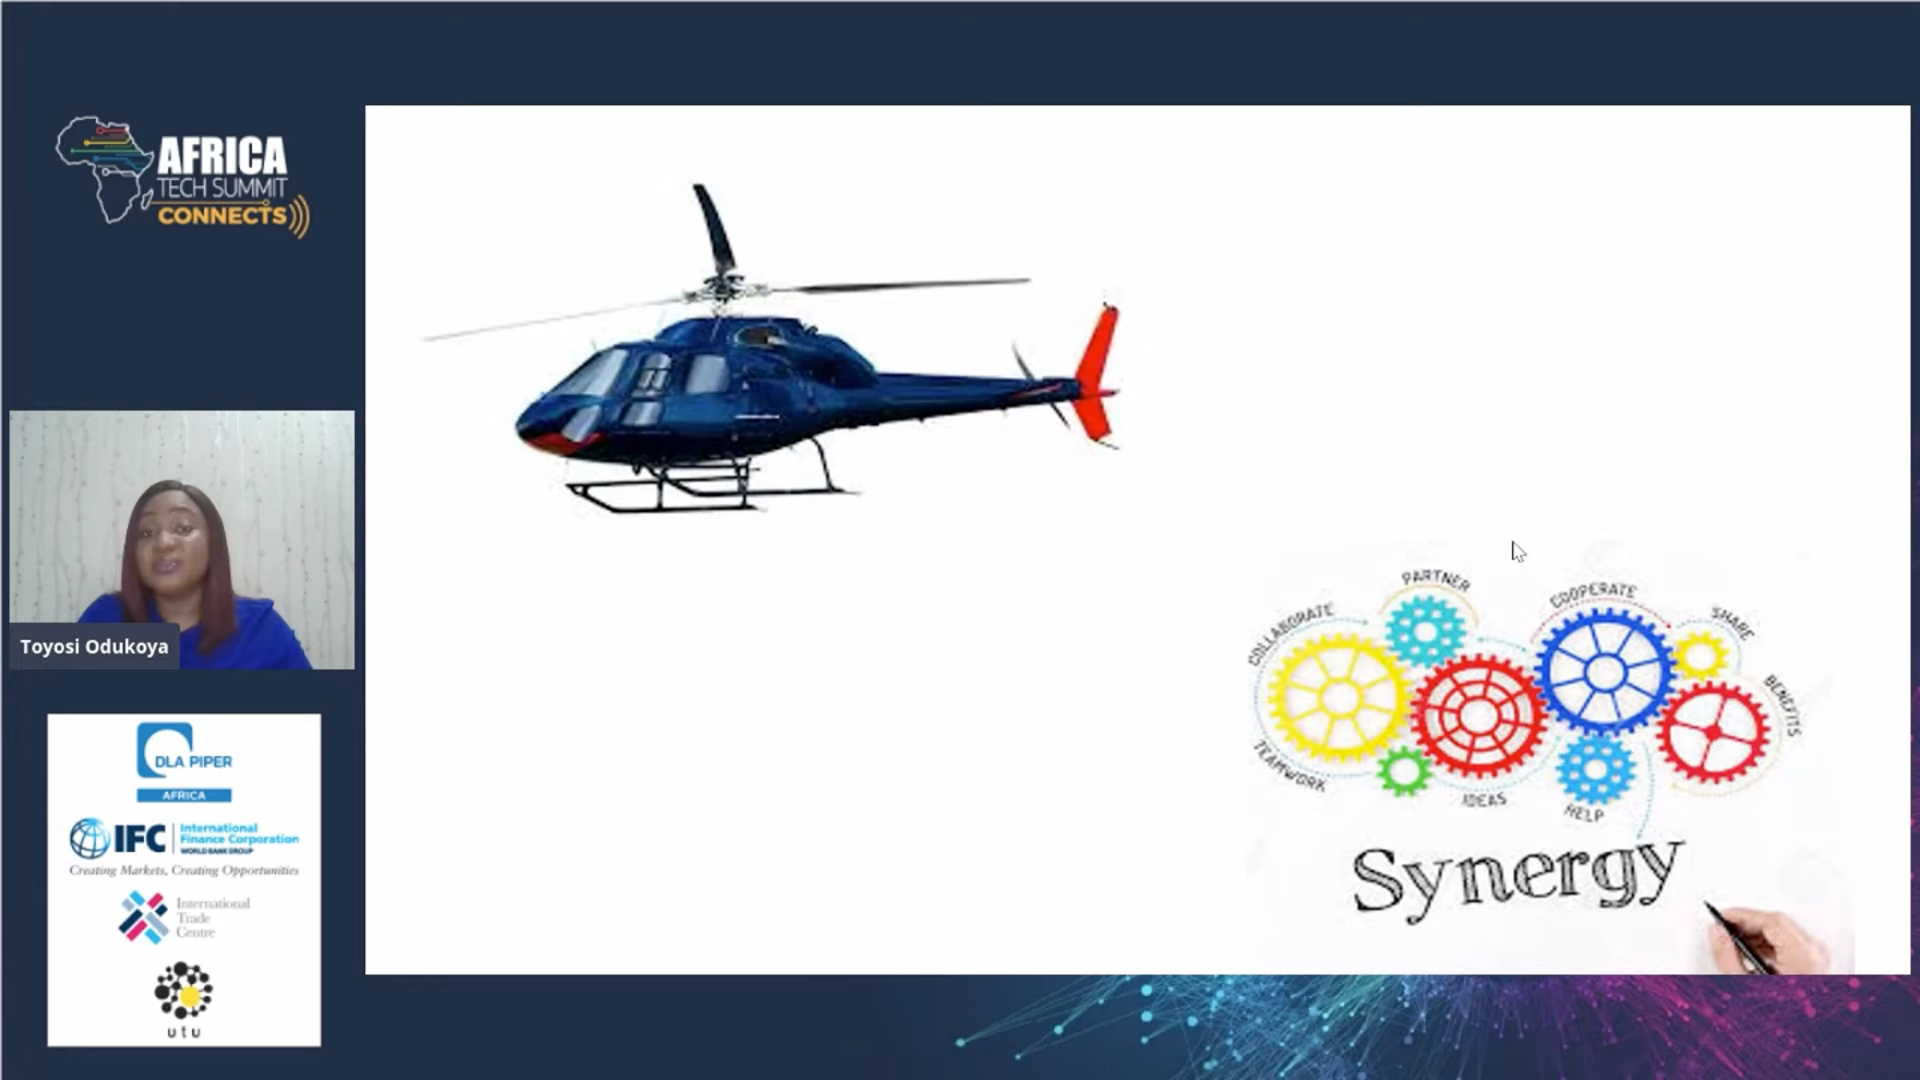 AFRICA
TECH SUMMIT
CONNECTS
Toyosi Odukoya
DLA PIPER
AFRICA
IFC
International
Finance Corporation
WORLD BANK GROUP
Creating Markets, Creating Opportunities
International
Trade
Centre
utu
COLLABORATE
PARTNER
COOPERATE
SHARE
BENEFITS
TEAMWORK
IDEAS
HELP
Synergy